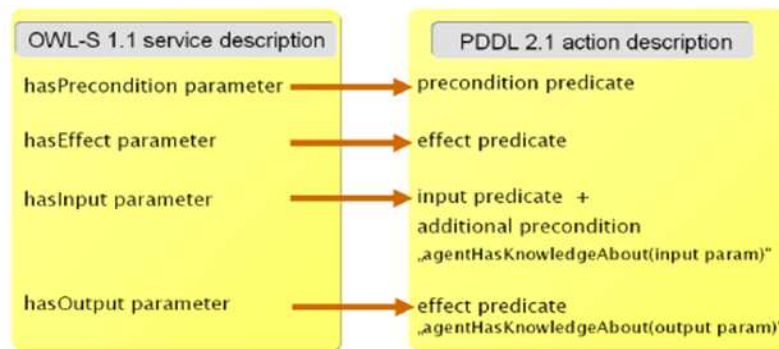 OWL-S 1.1 service description
hasPrecondition parameter
hasEffect parameter
hasInput parameter
hasOutput parameter
PDDL 2.1 action description
precondition predicate
effect predicate
input predicate +
additional precondition
„agentHasKnowledgeAbout(input param)“
effect predicate
„agentHasKnowledgeAbout(output param)“